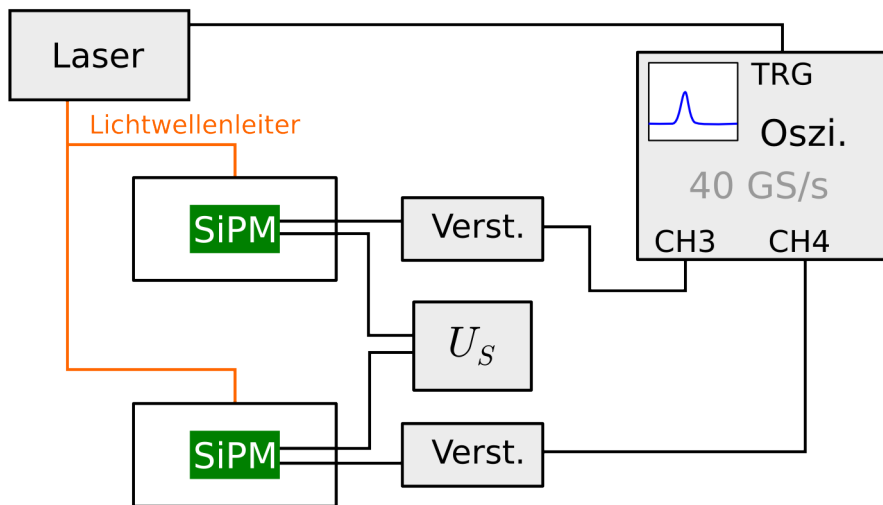 Laser
TRG
Lichtwellenleiter
Oszi.
40 GS/s
SiPM
Verst.
CH3
CH4
U_S
SiPM
Verst.